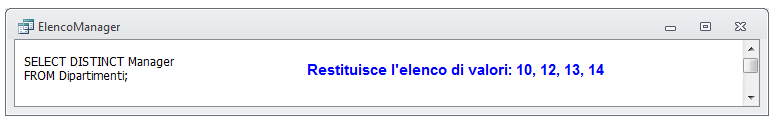 ElencoManager
SELECT DISTINCT Manager
FROM Dipartimenti;
Restituisce l'elenco di valori: 10, 12, 13, 14